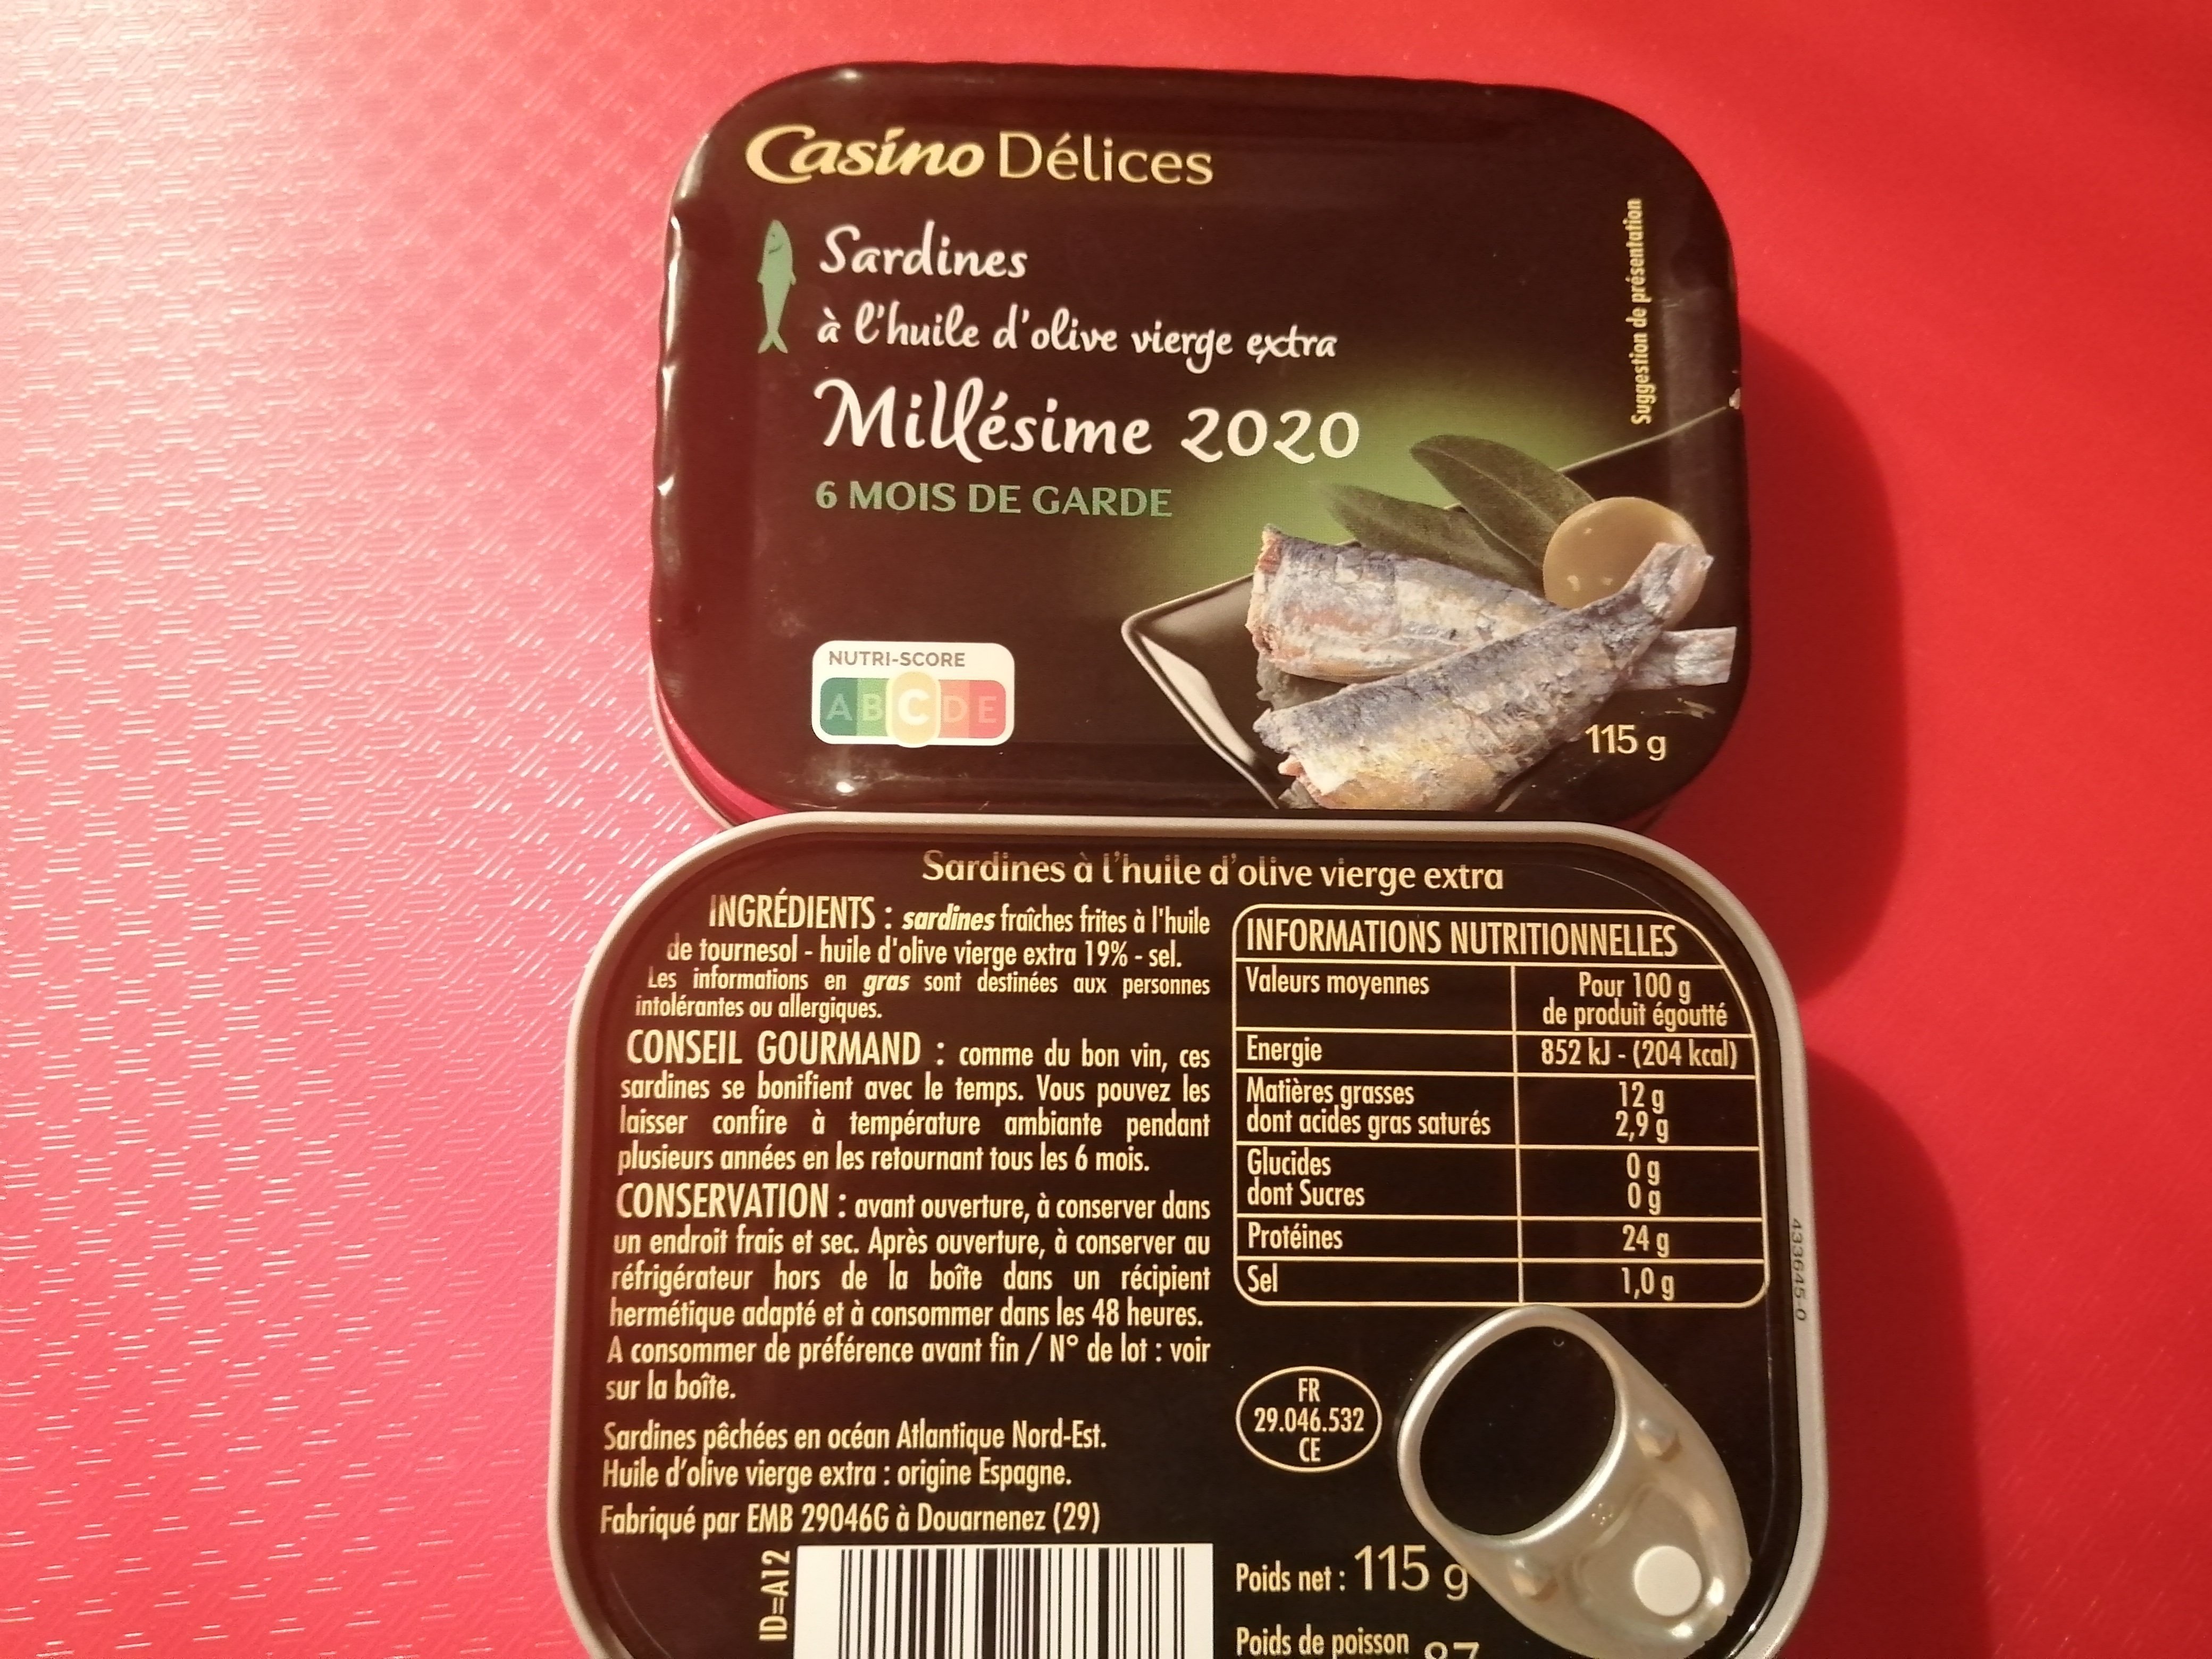 Casino Délices
Sardines
à l'huile d'olive vierge extra
Millésime 2020
6 MOIS DE GARDE
Suggestion de présentation
NUTRI-SCORE
A B C D E
115 g
Sardines à l'huile d'olive vierge extra
INGRÉDIENTS : sardines fraîches frites à l'huile
de tournesol - huile d'olive vierge extra 19% - sel.
Les informations en gras sont destinées aux personnes
intolérantes ou allergiques.
CONSEIL GOURMAND : comme du bon vin, ces
sardines se bonifient avec le temps. Vous pouvez les
laisser confire à température ambiante pendant
plusieurs années en les retournant tous les 6 mois.
CONSERVATION : avant ouverture, à conserver dans
un endroit frais et sec. Après ouverture, à conserver au
réfrigérateur hors de la boîte dans un récipient
hermétique adapté et à consommer dans les 48 heures.
A consommer de préférence avant fin / N° de lot : voir
sur la boîte.
Sardines pêchées en océan Atlantique Nord-Est.
Huile d'olive vierge extra : origine Espagne.
Fabriqué par EMB 29046G à Douarnenez (29)
ID=A12
INFORMATIONS NUTRITIONNELLES
Valeurs moyennes Pour 100 g
de produit égoutté
Energie 852 kJ - (204 kcal)
Matières grasses 12 g
dont acides gras saturés 2,9 g
Glucides 0 g
dont Sucres 0 g
Protéines 24 g
Sel 1,0 g
433645-0
FR
29.046.532
CE
Poids net : 115 g
Poids de poisson 87